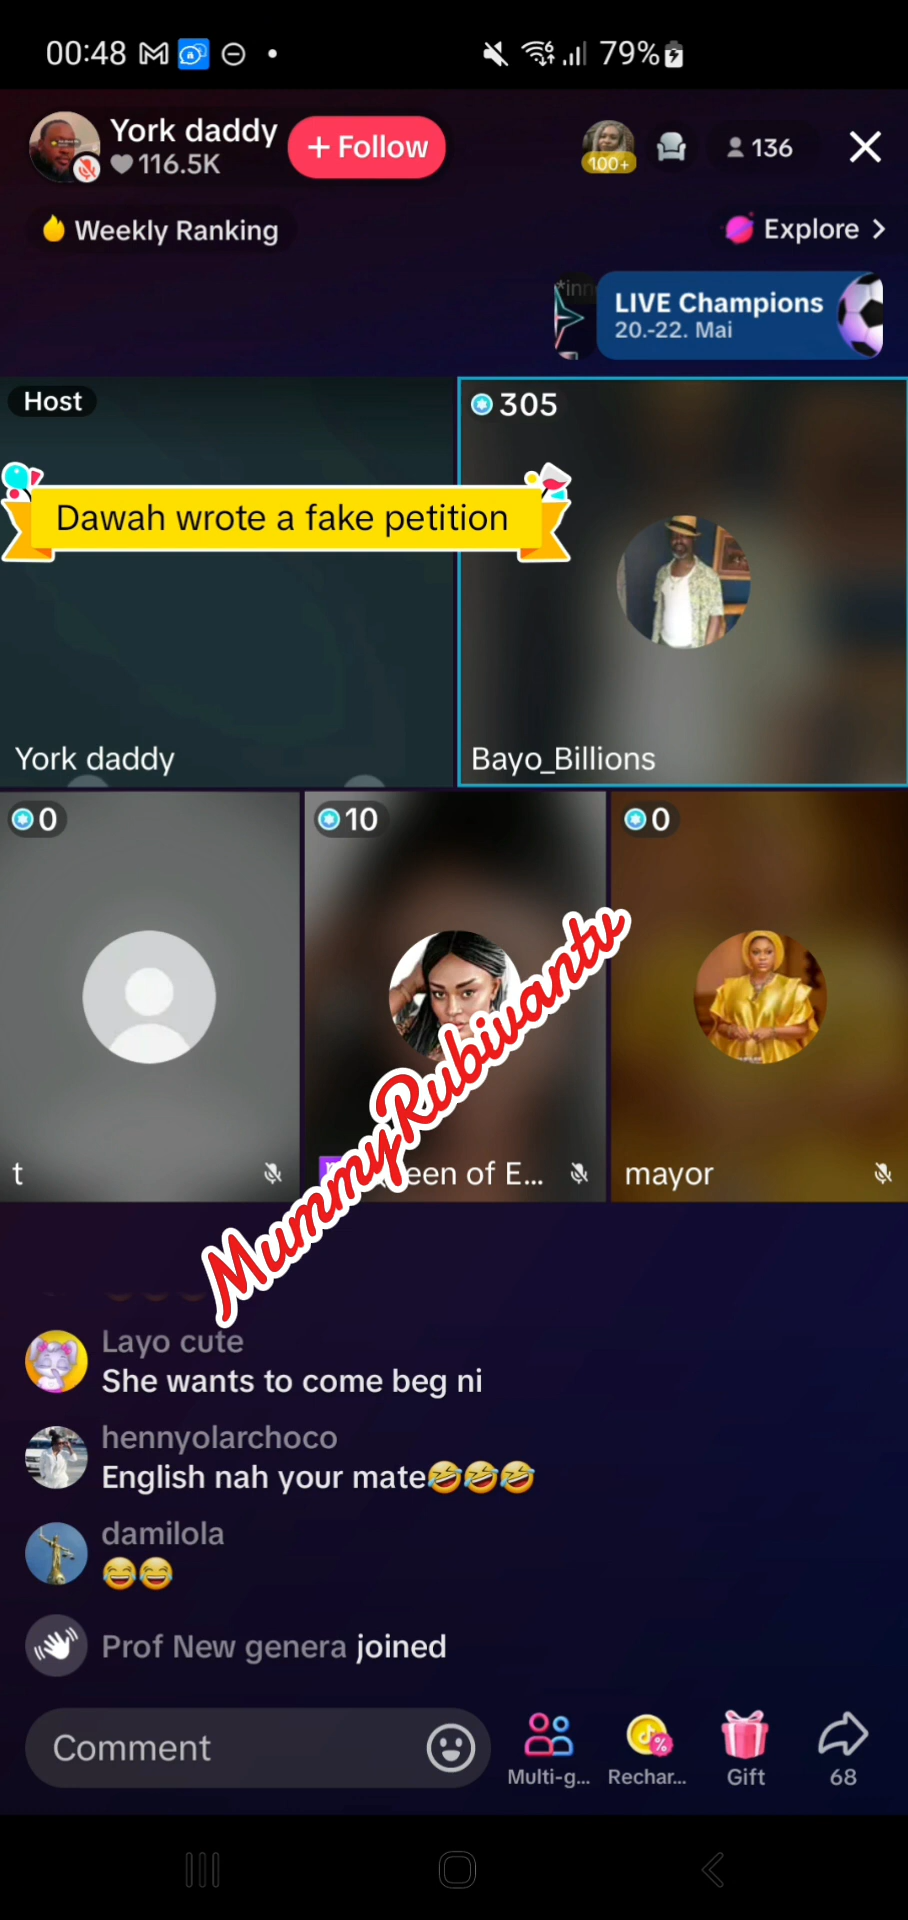 00:48
79%
York daddy
+ Follow
116.5K
100+
136
Weekly Ranking
Explore
LIVE Champions
20.-22. Mai
Host
305
Dawah wrote a fake petition
York daddy
Bayo_Billions
0
10
0
t
een of E...
mayor
MummyRubivantv
Layo cute
She wants to come beg ni
hennyolarchoco
English nah your mate🤣🤣🤣
damilola
😂😂
Prof New genera joined
Comment
Multi-g...
Rechar...
Gift
68